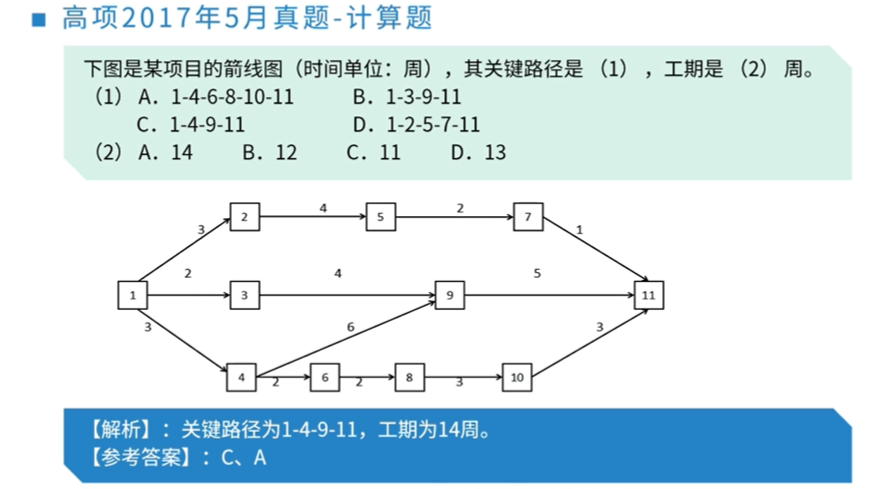 高项2017年5月真题-计算题
下图是某项目的箭线图（时间单位：周），其关键路径是 （1） ，工期是 （2） 周。
（1） A．1-4-6-8-10-11 B．1-3-9-11
C．1-4-9-11 D．1-2-5-7-11
（2） A．14 B．12 C．11 D．13
4 2
2 5 7
3 1
2 4 5
1 3 9 11
3 6 3
4 6 8 10
2 2 3
【解析】：关键路径为1-4-9-11，工期为14周。
【参考答案】：C、A